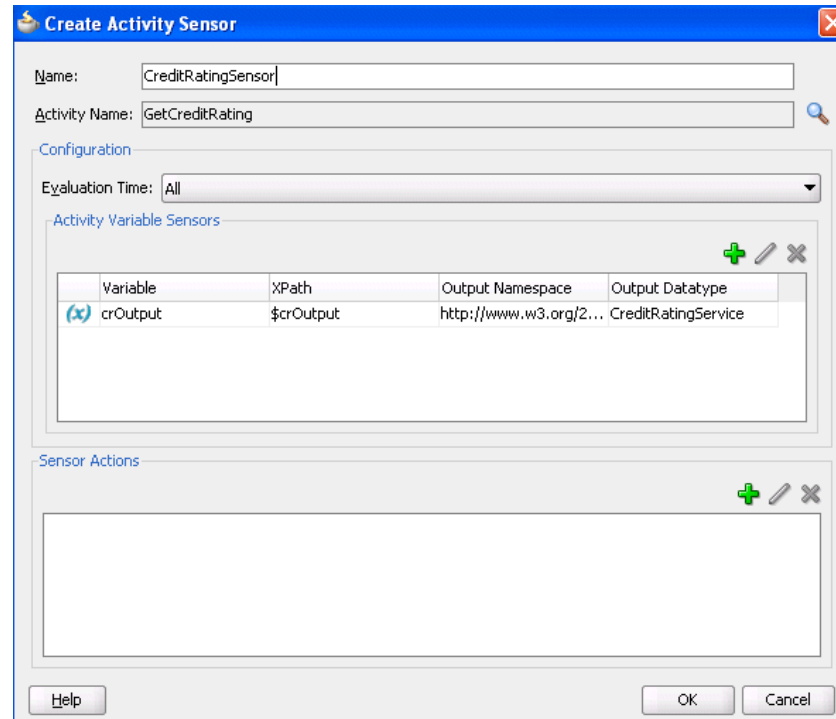 Create Activity Sensor
Name: CreditRatingSensor
Activity Name: GetCreditRating
Configuration
Evaluation Time: All
Activity Variable Sensors
Variable XPath Output Namespace Output Datatype
(x) crOutput $crOutput http://www.w3.org/2... CreditRatingService
Sensor Actions
Help OK Cancel